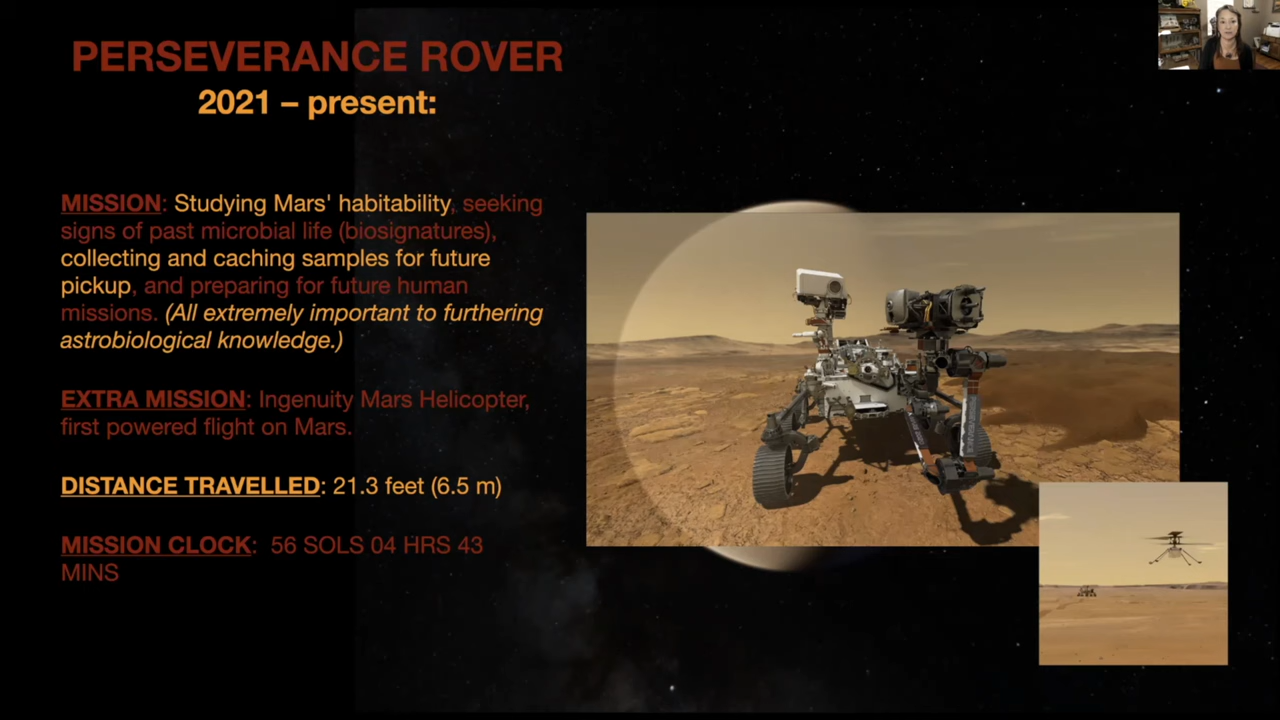 PERSEVERANCE ROVER
2021 – present:
MISSION: Studying Mars' habitability, seeking
signs of past microbial life (biosignatures),
collecting and caching samples for future
pickup, and preparing for future human
missions. (All extremely important to furthering
astrobiological knowledge.)
EXTRA MISSION: Ingenuity Mars Helicopter,
first powered flight on Mars.
DISTANCE TRAVELLED: 21.3 feet (6.5 m)
MISSION CLOCK: 56 SOLS 04 HRS 43
MINS